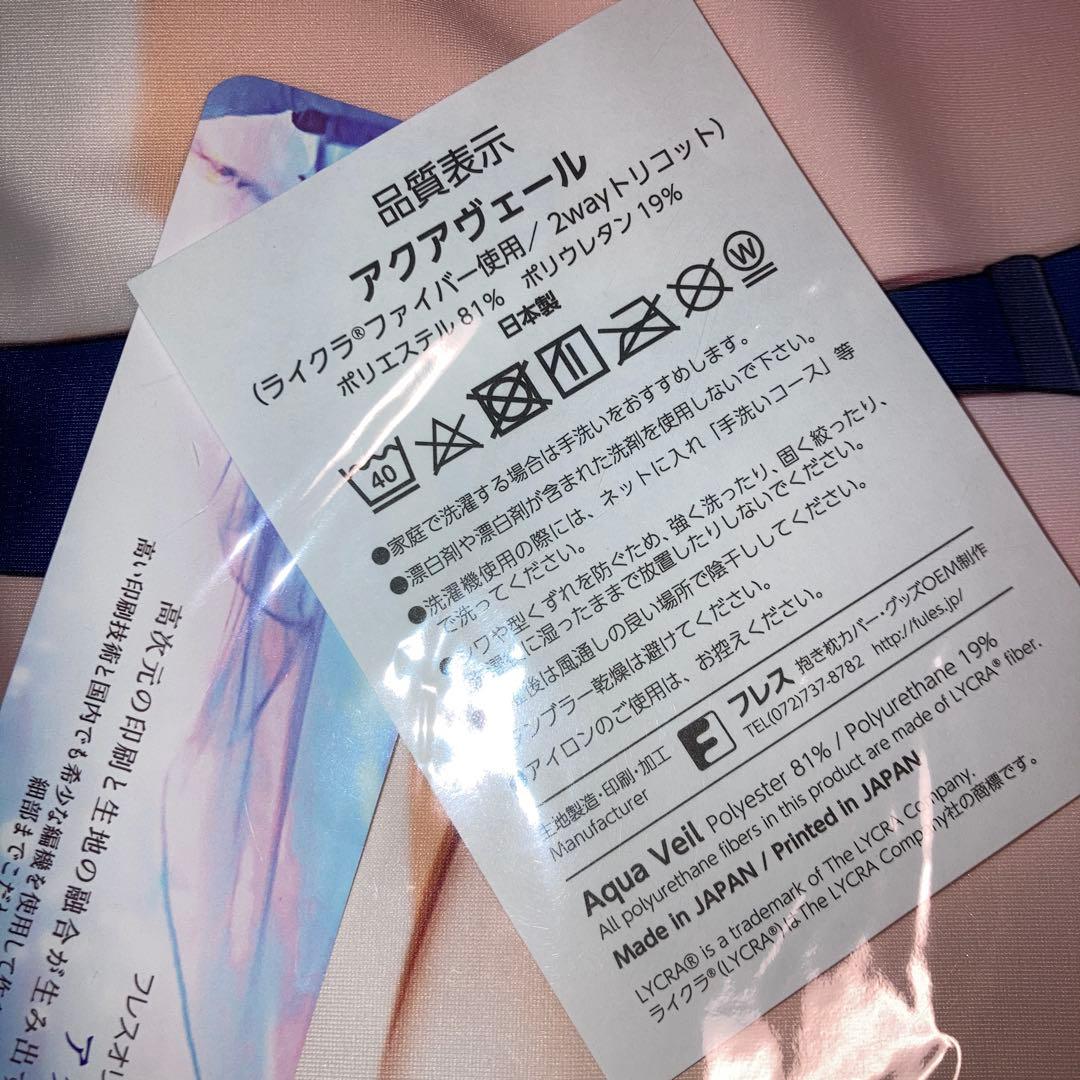 品質表示
アクアヴェール
(ライクラ®ファイバー使用/ 2wayトリコット)
ポリエステル 81% ポリウレタン 19%
日本製
40
W
●家庭で洗濯する場合は手洗いをおすすめします。
●漂白剤や漂白剤が含まれた洗剤を使用しないで下さい。
●洗濯機使用の際には、ネットに入れ「手洗いコース」等
で洗ってください。
ワや型くずれを防ぐため、強く洗ったり、固く絞ったり、
に湿ったままで放置したりしないでください。
後は風通しの良い場所で陰干ししてください。
ンブラー乾燥は避けてください。
アイロンのご使用は、お控えください。
生地製造・印刷・加工
Manufacturer
フレス 抱き枕カバー・グッズOEM制作
TEL(072)737-8782 http://fules.jp/
Aqua Veil Polyester 81% / Polyurethane 19%
All polyurethane fibers in this product are made of LYCRA® fiber.
Made in JAPAN / Printed in JAPAN
LYCRA® is a trademark of The LYCRA Company.
ライクラ® (LYCRA®)はThe LYCRA Company社の商標です。
フレスオリ
ア
高次元の印刷と生地の融合が生み出
高い印刷技術と国内でも希少な編機を使用して
細部までこだ